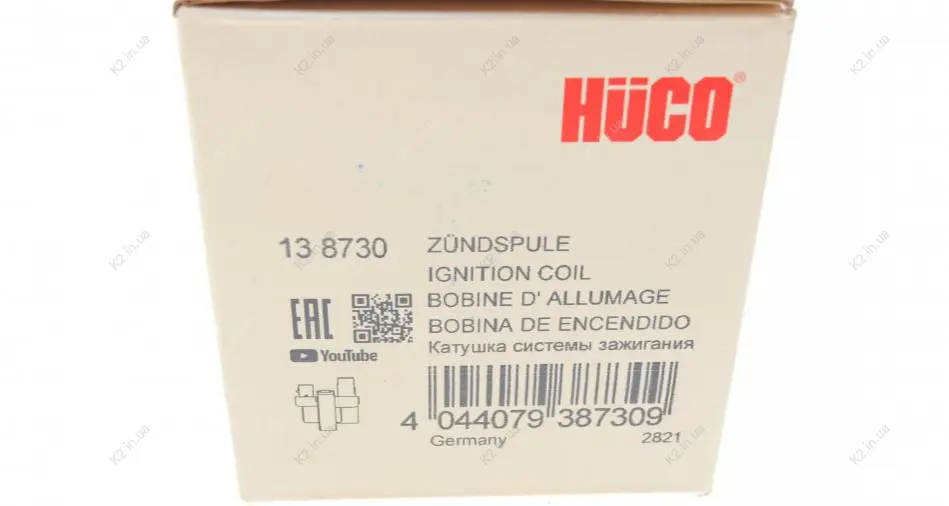 HÜCO®
13 8730
ZÜNDSPULE
IGNITION COIL
BOBINE D' ALLUMAGE
BOBINA DE ENCENDIDO
Катушка системы зажигания
EAC
YouTube
4 044079 387309
Germany
2821
K2.in.ua